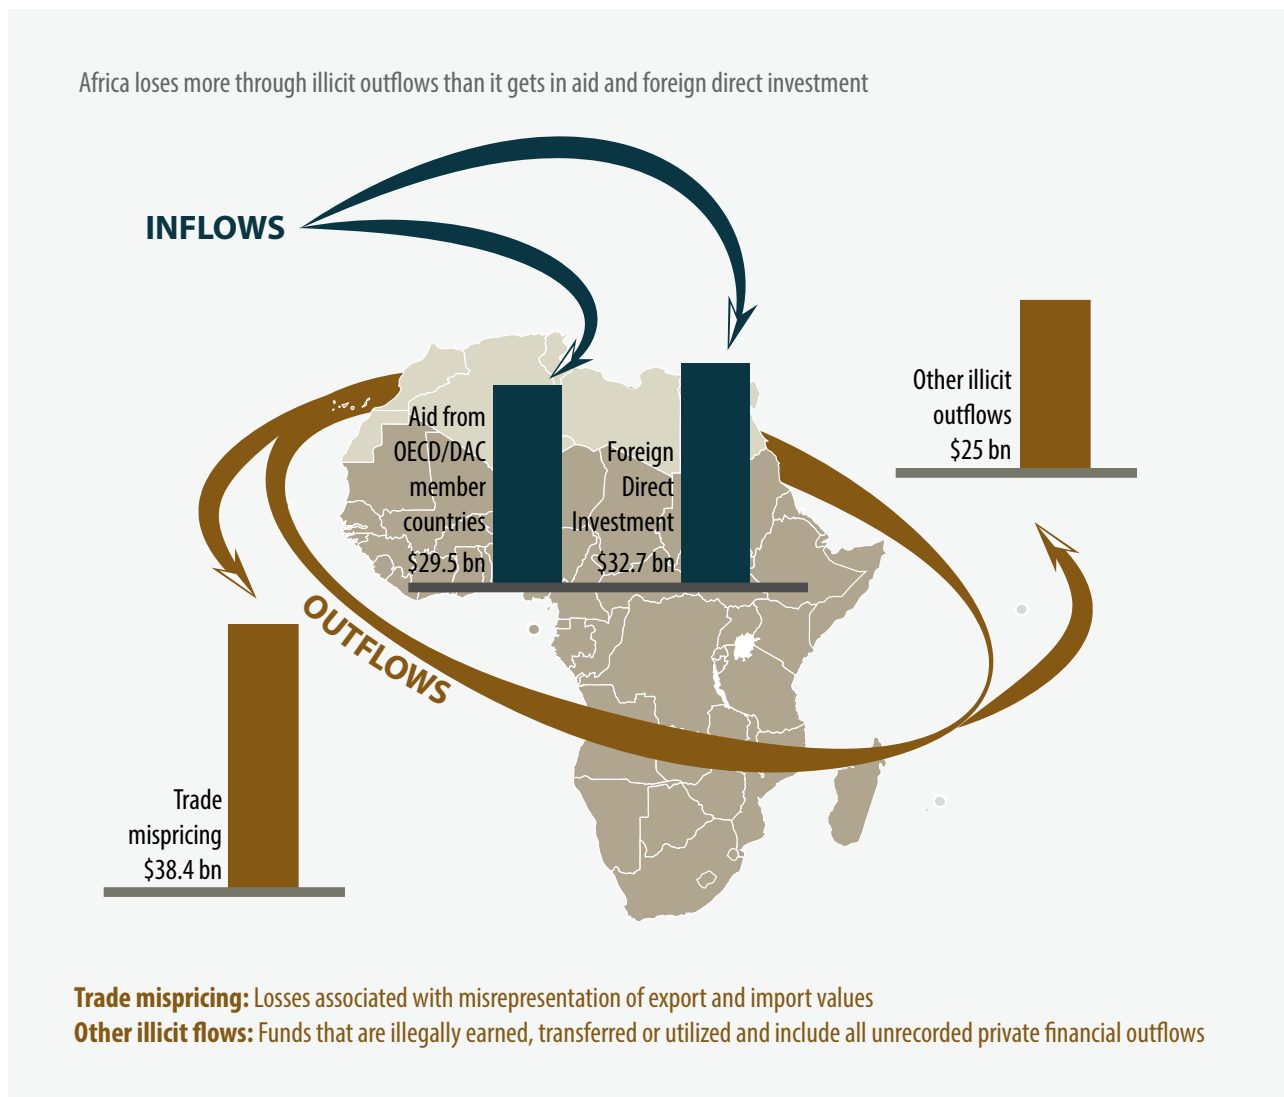 Africa loses more through illicit outflows than it gets in aid and foreign direct investment
INFLOWS
Other illicit
outflows
$25 bn
Aid from
OECD/DAC
member
countries
$29.5 bn
Foreign
Direct
Investment
$32.7 bn
OUTFLOWS
Trade
mispricing
$38.4 bn
Trade mispricing: Losses associated with misrepresentation of export and import values
Other illicit flows: Funds that are illegally earned, transferred or utilized and include all unrecorded private financial outflows